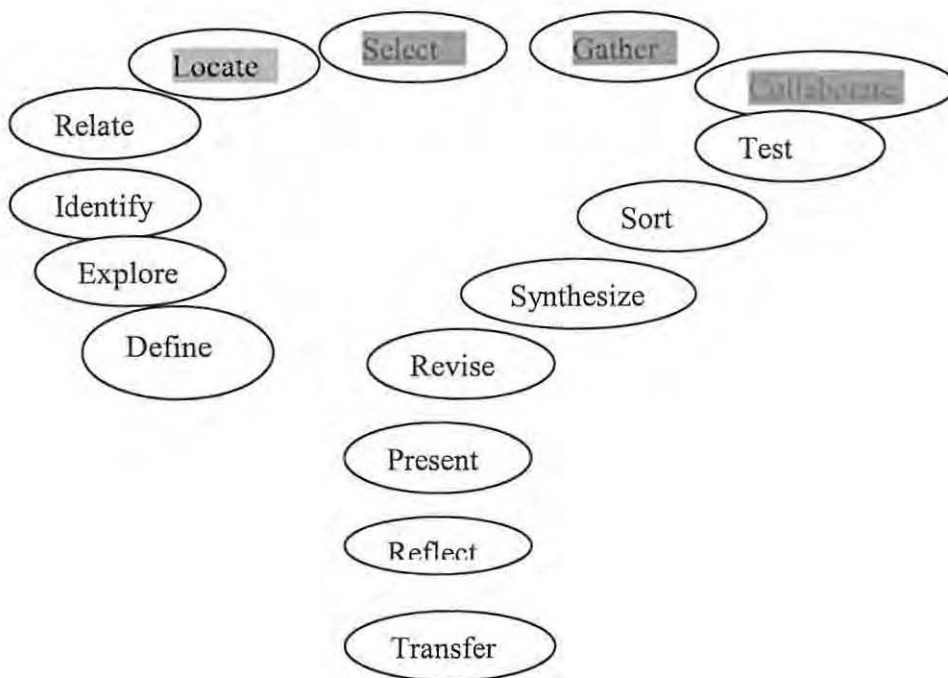 Locate
Select
Gather
Collaborate
Relate
Test
Identify
Sort
Explore
Synthesize
Define
Revise
Present
Reflect
Transfer